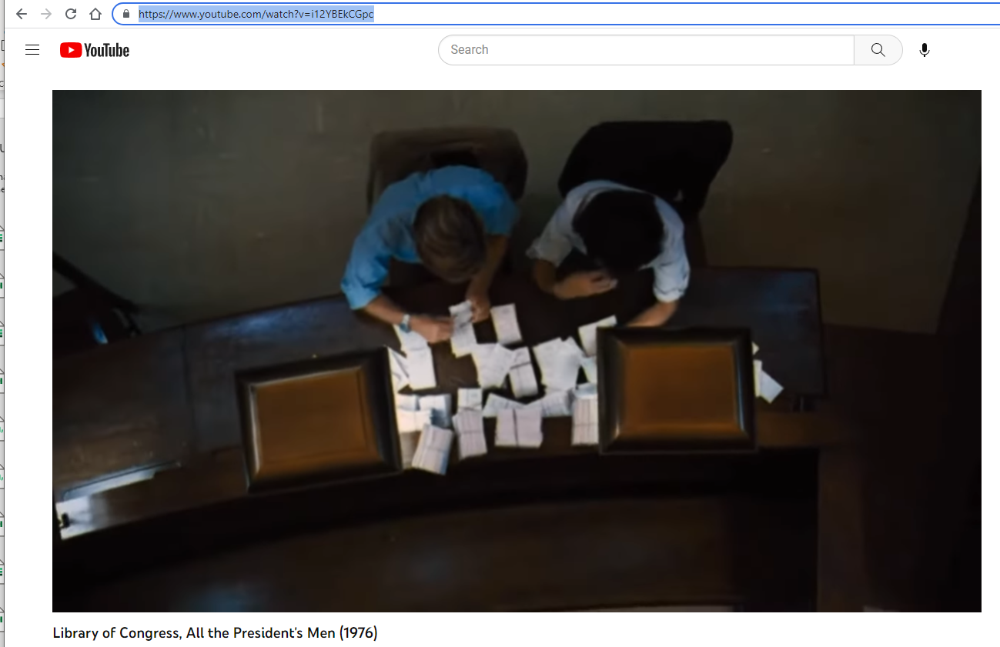 https://www.youtube.com/watch?v=i12YBEkCGpc
YouTube
Search
Library of Congress, All the President's Men (1976)